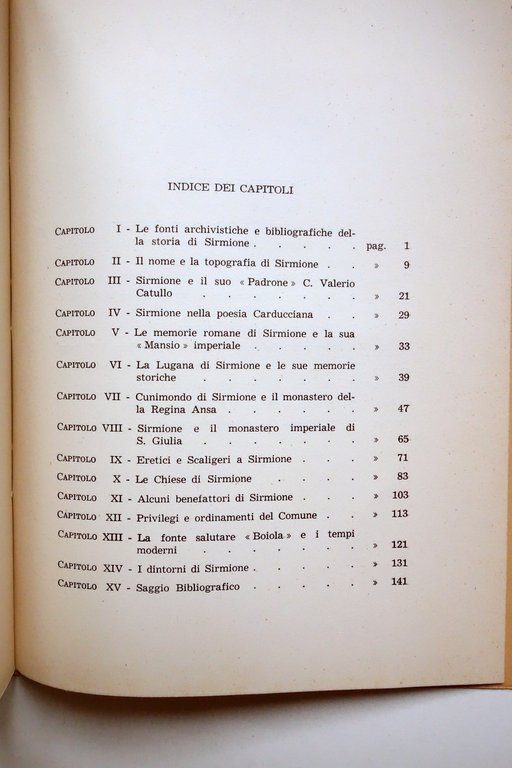 INDICE DEI CAPITOLI
CAPITOLO I - Le fonti archivistiche e bibliografiche del-
la storia di Sirmione . . . . . pag. 1
CAPITOLO II - Il nome e la topografia di Sirmione . . » 9
CAPITOLO III - Sirmione e il suo « Padrone » C. Valerio
Catullo . . . . . . . » 21
CAPITOLO IV - Sirmione nella poesia Carducciana . . » 29
CAPITOLO V - Le memorie romane di Sirmione e la sua
« Mansio » imperiale . . . . . » 33
CAPITOLO VI - La Lugana di Sirmione e le sue memorie
storiche . . . . . . . » 39
CAPITOLO VII - Cunimondo di Sirmione e il monastero del-
la Regina Ansa . . . . . . » 47
CAPITOLO VIII - Sirmione e il monastero imperiale di
S. Giulia . . . . . . . » 65
CAPITOLO IX - Eretici e Scaligeri a Sirmione . . . » 71
CAPITOLO X - Le Chiese di Sirmione . . . . » 83
CAPITOLO XI - Alcuni benefattori di Sirmione . . . » 103
CAPITOLO XII - Privilegi e ordinamenti del Comune . . » 113
CAPITOLO XIII - La fonte salutare « Boiola » e i tempi
moderni . . . . . . . » 121
CAPITOLO XIV - I dintorni di Sirmione . . . . . » 131
CAPITOLO XV - Saggio Bibliografico . . . . . » 141